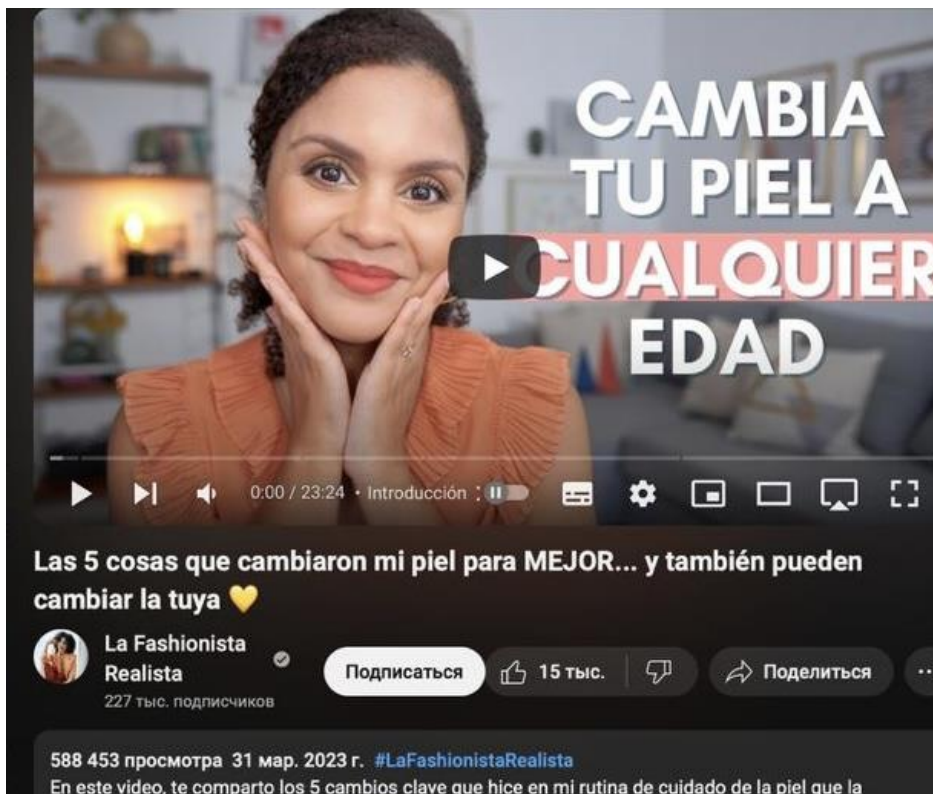 CAMBIA
TU PIEL A
CUALQUIER
EDAD
0:00 / 23:24 • Introducción
Las 5 cosas que cambiaron mi piel para MEJOR... y también pueden
cambiar la tuya 💛
La Fashionista
Realista
227 тыс. подписчиков
Подписаться
15 тыс.
Поделиться
588 453 просмотра 31 мар. 2023 г. #LaFashionistaRealista
En este video, te comparto los 5 cambios clave que hice en mi rutina de cuidado de la piel que la